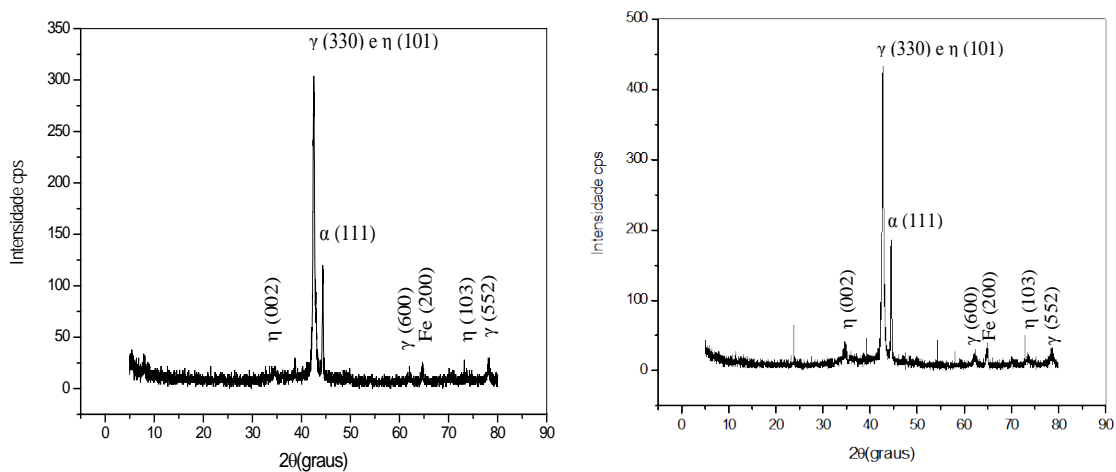 γ (330) e η (101)
α (111)
η (002)
γ (600)
Fe (200)
η (103)
γ (552)
350
300
250
200
150
100
50
0
Intensidade cps
0 10 20 30 40 50 60 70 80 90
2θ(graus)
γ (330) e η (101)
α (111)
η (002)
γ (600)
Fe (200)
η (103)
γ (552)
500
400
300
200
100
0
Intensidade cps
0 10 20 30 40 50 60 70 80 90
2θ(graus)